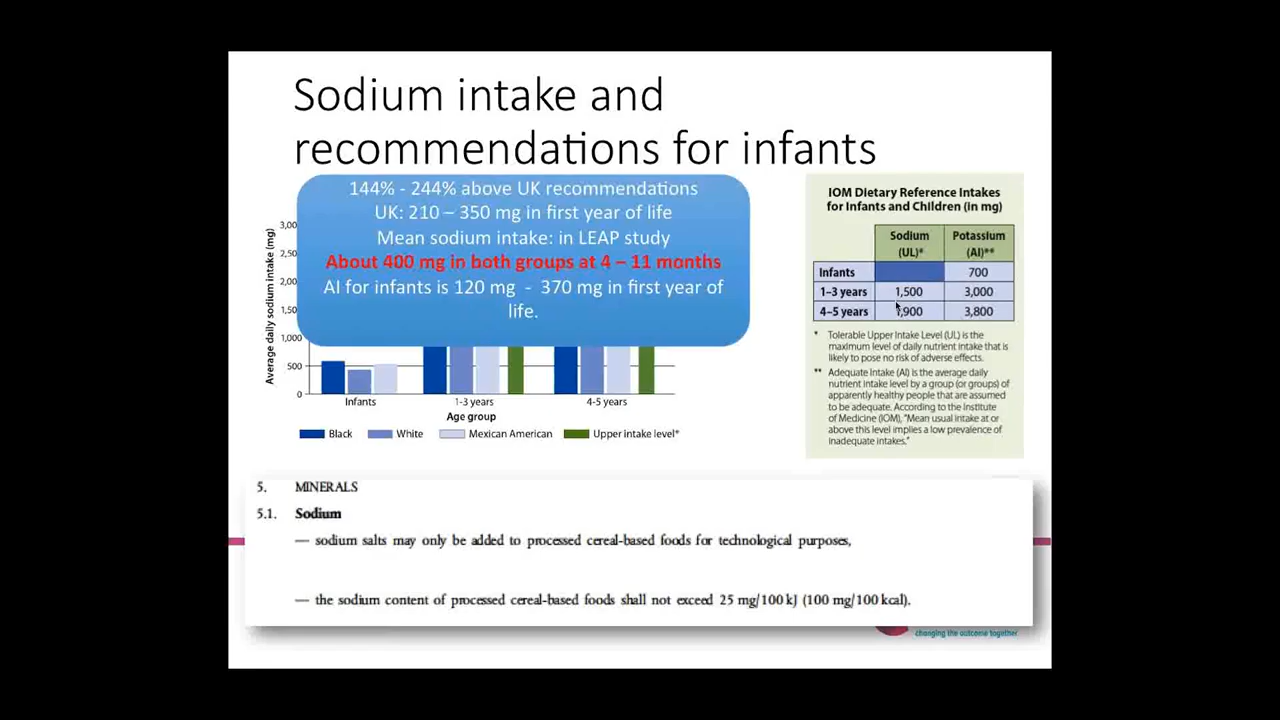 Sodium intake and
recommendations for infants
144% - 244% above UK recommendations
UK: 210 – 350 mg in first year of life
Mean sodium intake: in LEAP study
About 400 mg in both groups at 4 – 11 months
AI for infants is 120 mg - 370 mg in first year of
life.
Average daily sodium intake (mg)
3,00
2,50
2,00
1,50
1,000
500
0
Infants 1-3 years 4-5 years
Age group
Black White Mexican American Upper intake level*
IOM Dietary Reference Intakes
for Infants and Children (in mg)
Sodium Potassium
(UL)* (AI)**
Infants 700
1–3 years 1,500 3,000
4–5 years 1,900 3,800
* Tolerable Upper Intake Level (UL) is the
maximum level of daily nutrient intake that is
likely to pose no risk of adverse effects.
** Adequate Intake (AI) is the average daily
nutrient intake level by a group (or groups) of
apparently healthy people that are assumed
to be adequate. According to the Institute
of Medicine (IOM), "Mean usual intake at or
above this level implies a low prevalence of
inadequate intakes."
5. MINERALS
5.1. Sodium
— sodium salts may only be added to processed cereal-based foods for technological purposes,
— the sodium content of processed cereal-based foods shall not exceed 25 mg/100 kJ (100 mg/100 kcal).
changing the outcome together